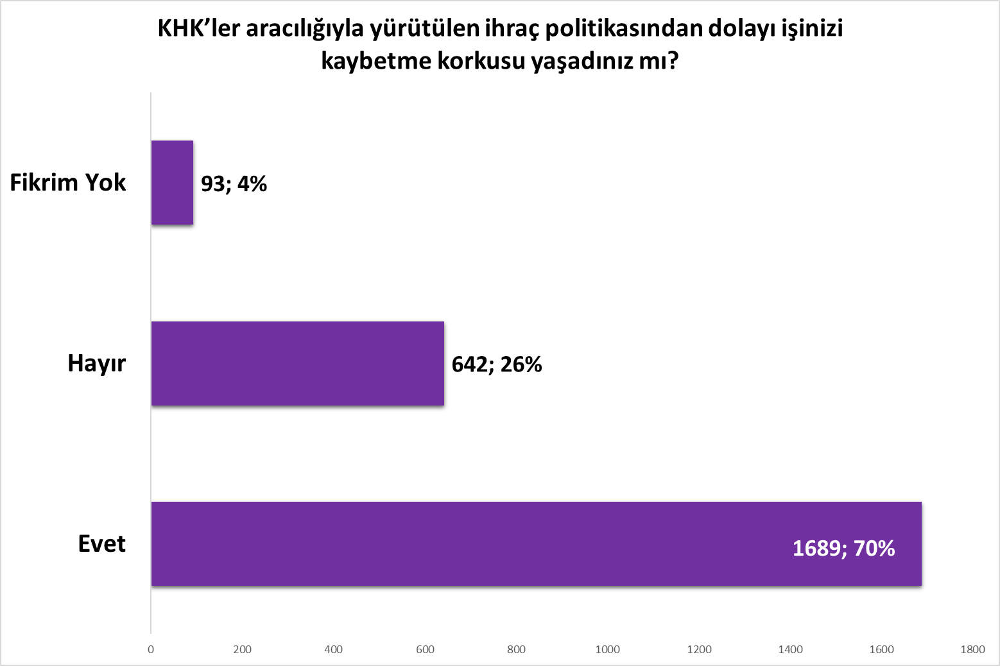 KHK’ler aracılığıyla yürütülen ihraç politikasından dolayı işinizi
kaybetme korkusu yaşadınız mı?
Fikrim Yok
93; 4%
Hayır
642; 26%
Evet
1689; 70%
0 200 400 600 800 1000 1200 1400 1600 1800